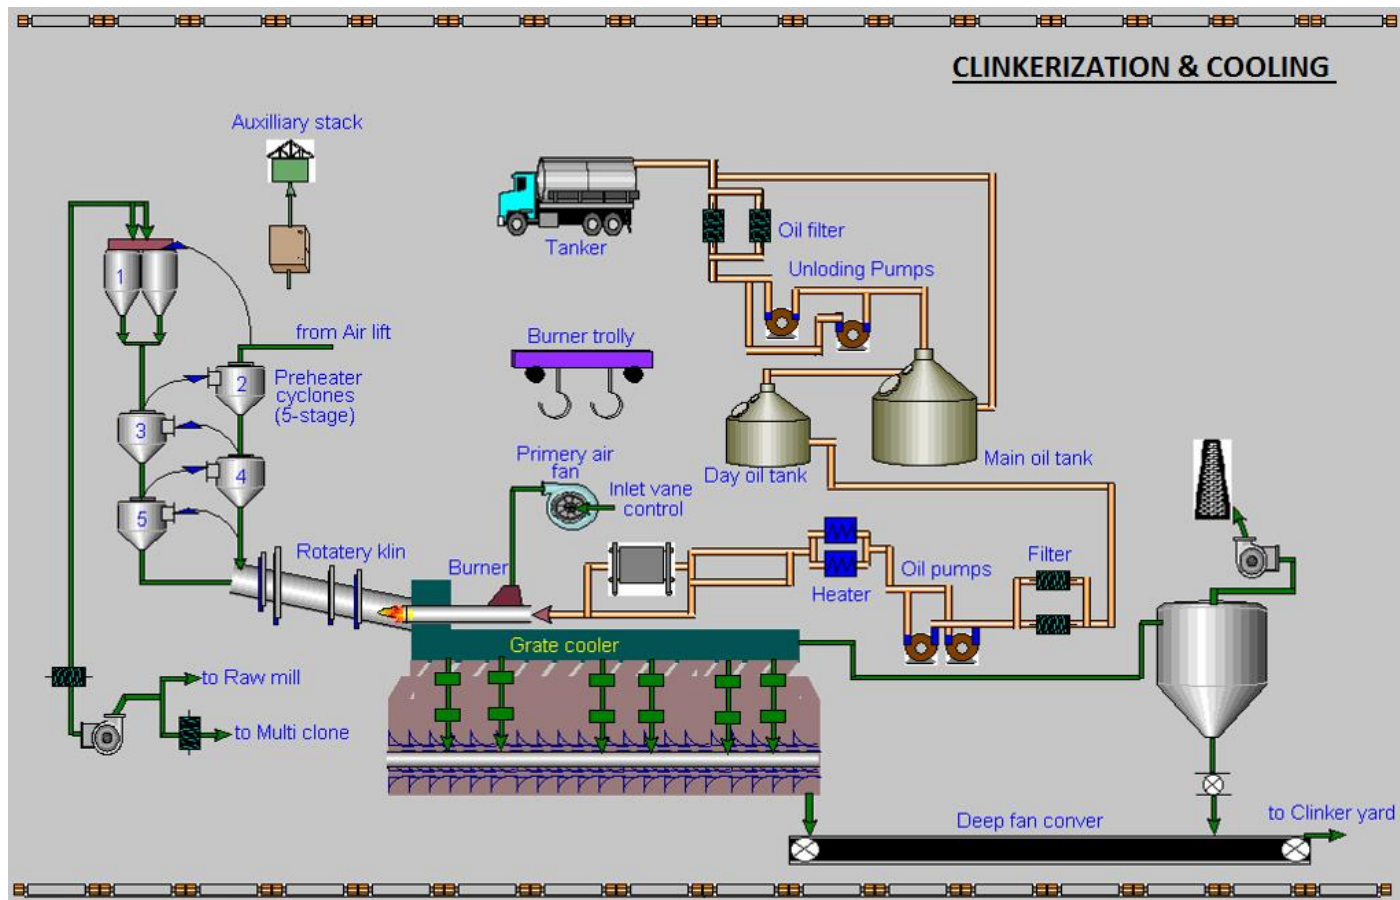 CLINKERIZATION & COOLING
Auxilliary stack
Tanker
Oil filter
Unloding Pumps
1
from Air lift
Burner trolly
2
Preheater
cyclones
(5-stage)
3
4
5
Primery air
fan
Inlet vane
control
Day oil tank
Main oil tank
Rotatery klin
Burner
Heater
Oil pumps
Filter
Grate cooler
to Raw mill
to Multi clone
Deep fan conver
to Clinker yard